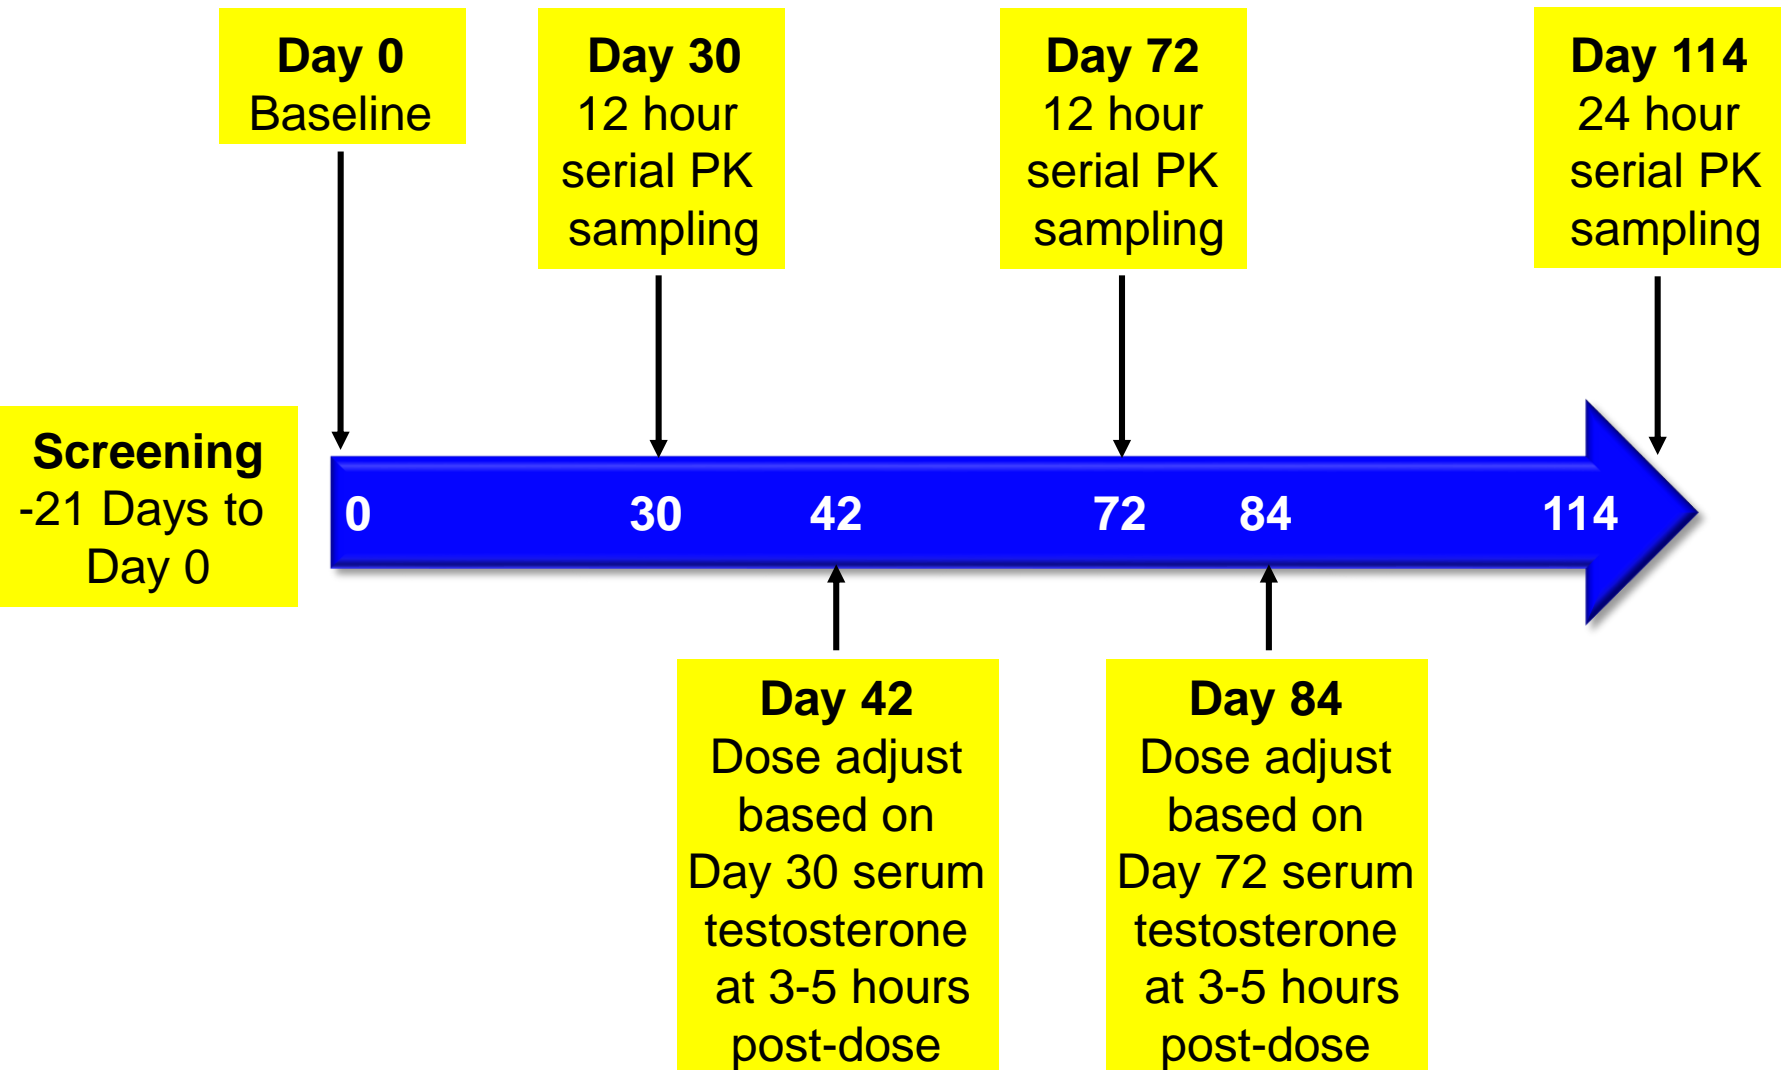 Day 0
Baseline
Day 30
12 hour
serial PK
sampling
Day 72
12 hour
serial PK
sampling
Day 114
24 hour
serial PK
sampling
Screening
-21 Days to
Day 0
0 30 42 72 84 114
Day 42
Dose adjust
based on
Day 30 serum
testosterone
at 3-5 hours
post-dose
Day 84
Dose adjust
based on
Day 72 serum
testosterone
at 3-5 hours
post-dose